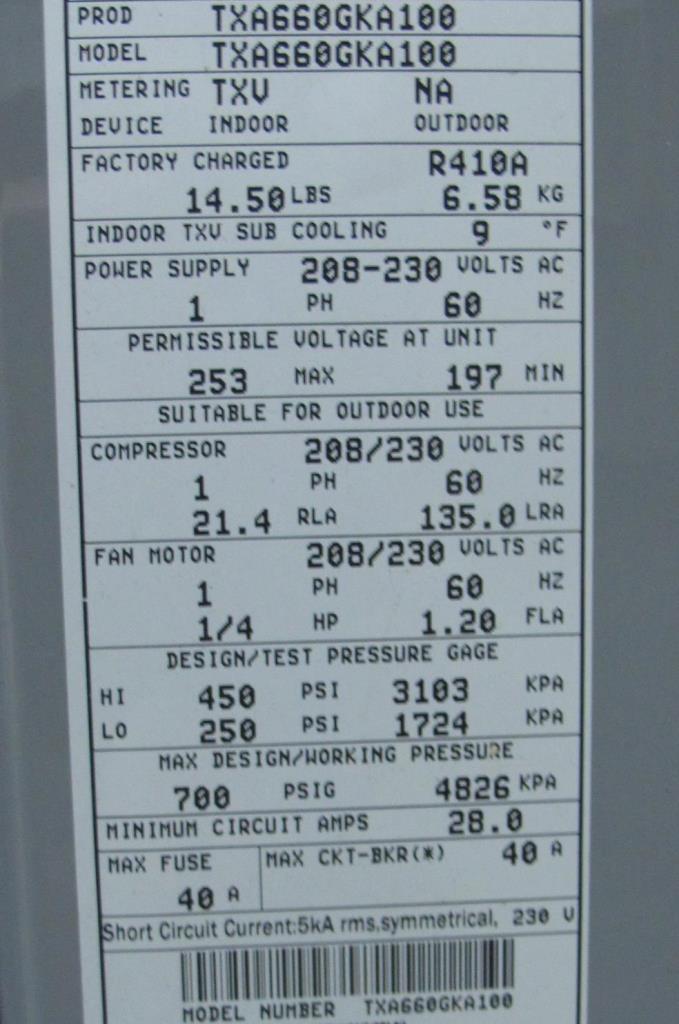 PROD TXA660GKA100
MODEL TXA660GKA100
METERING TXV NA
DEVICE INDOOR OUTDOOR
FACTORY CHARGED R410A
14.50 LBS 6.58 KG
INDOOR TXV SUB COOLING 9 °F
POWER SUPPLY 208-230 VOLTS AC
1 PH 60 HZ
PERMISSIBLE VOLTAGE AT UNIT
253 MAX 197 MIN
SUITABLE FOR OUTDOOR USE
COMPRESSOR 208/230 VOLTS AC
1 PH 60 HZ
21.4 RLA 135.0 LRA
FAN MOTOR 208/230 VOLTS AC
1 PH 60 HZ
1/4 HP 1.20 FLA
DESIGN/TEST PRESSURE GAGE
HI 450 PSI 3103 KPA
LO 250 PSI 1724 KPA
MAX DESIGN/WORKING PRESSURE
700 PSIG 4826 KPA
MINIMUM CIRCUIT AMPS 28.0
MAX FUSE MAX CKT-BKR(*) 40 A
40 A
Short Circuit Current:5kA rms,symmetrical, 230 V
MODEL NUMBER TXA660GKA100